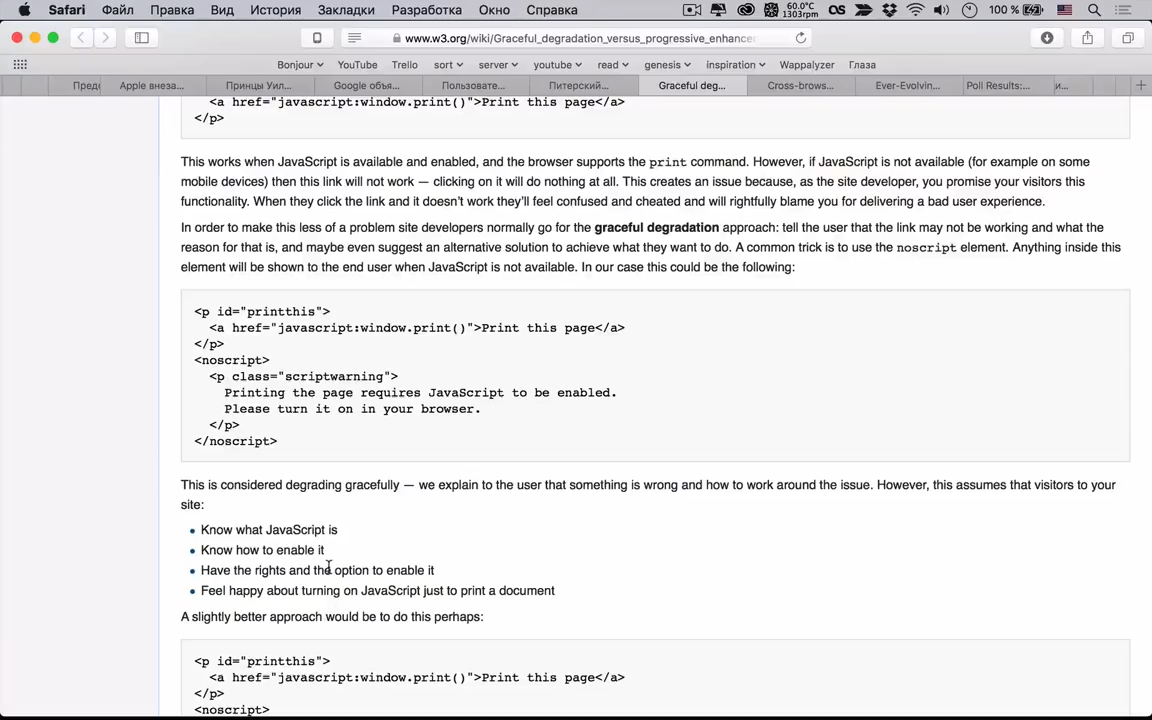 Safari Файл Правка Вид История Закладки Разработка Окно Справка 60.0°C 1303rpm 100 %
www.w3.org/wiki/Graceful_degradation_versus_progressive_enhance
Bonjour YouTube Trello sort server youtube read genesis inspiration Wappalyzer Глаза
Предс Apple внеза... Принцы Уил... Google объя... Пользовате... Питерский... Graceful deg... Cross-brows... Ever-Evolvin... Poll Results:... и...
<a href="javascript:window.print()">Print this page</a>
</p>
This works when JavaScript is available and enabled, and the browser supports the print command. However, if JavaScript is not available (for example on some
mobile devices) then this link will not work — clicking on it will do nothing at all. This creates an issue because, as the site developer, you promise your visitors this
functionality. When they click the link and it doesn't work they'll feel confused and cheated and will rightfully blame you for delivering a bad user experience.
In order to make this less of a problem site developers normally go for the graceful degradation approach: tell the user that the link may not be working and what the
reason for that is, and maybe even suggest an alternative solution to achieve what they want to do. A common trick is to use the noscript element. Anything inside this
element will be shown to the end user when JavaScript is not available. In our case this could be the following:
<p id="printthis">
<a href="javascript:window.print()">Print this page</a>
</p>
<noscript>
<p class="scriptwarning">
Printing the page requires JavaScript to be enabled.
Please turn it on in your browser.
</p>
</noscript>
This is considered degrading gracefully — we explain to the user that something is wrong and how to work around the issue. However, this assumes that visitors to your
site:
Know what JavaScript is
Know how to enable it
Have the rights and the option to enable it
Feel happy about turning on JavaScript just to print a document
A slightly better approach would be to do this perhaps:
<p id="printthis">
<a href="javascript:window.print()">Print this page</a>
</p>
<noscript>